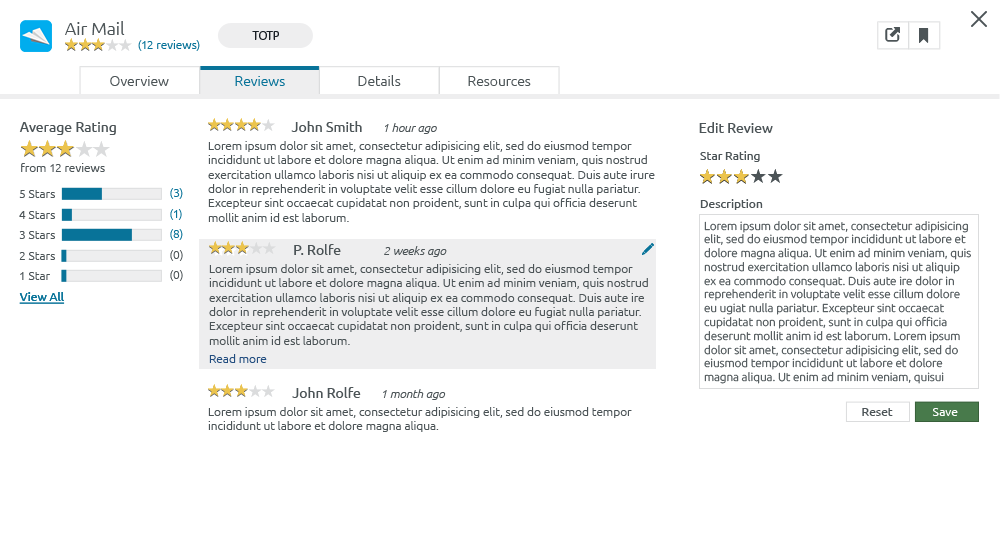 Air Mail
(12 reviews)
TOTP
Overview
Reviews
Details
Resources
Average Rating
from 12 reviews
5 Stars (3)
4 Stars (1)
3 Stars (8)
2 Stars (0)
1 Star (0)
View All
John Smith 1 hour ago
Lorem ipsum dolor sit amet, consectetur adipisicing elit, sed do eiusmod tempor
incididunt ut labore et dolore magna aliqua. Ut enim ad minim veniam, quis nostrud
exercitation ullamco laboris nisi ut aliquip ex ea commodo consequat. Duis aute irure
dolor in reprehenderit in voluptate velit esse cillum dolore eu fugiat nulla pariatur.
Excepteur sint occaecat cupidatat non proident, sunt in culpa qui officia deserunt
mollit anim id est laborum.
P. Rolfe 2 weeks ago
Lorem ipsum dolor sit amet, consectetur adipisicing elit, sed do eiusmod tempor
incididunt ut labore et dolore magna aliqua. Ut enim ad minim veniam, quis nostrud
exercitation ullamco laboris nisi ut aliquip ex ea commodo consequat. Duis aute ire
dolor in reprehenderit in voluptate velit esse cillum dolore eu fugiat nulla pariatur.
Excepteur sint occaecat cupidatat non proident, sunt in culpa qui officia deserunt
mollit anim id est laborum.
Read more
John Rolfe 1 month ago
Lorem ipsum dolor sit amet, consectetur adipisicing elit, sed do eiusmod tempor
incididunt ut labore et dolore magna aliqua.
Edit Review
Star Rating
Description
Lorem ipsum dolor sit amet, consectetur adipisicing
elit, sed do eiusmod tempor incididunt ut labore et
dolore magna aliqua. Ut enim ad minim veniam, quis
nostrud exercitation ullamco laboris nisi ut aliquip
ex ea commodo consequat. Duis aute ire dolor in
reprehenderit in voluptate velit esse cillum dolore
eu ugiat nulla pariatur. Excepteur sint occaecat
cupidatat non proident, sunt in culpa qui officia
deserunt mollit anim id est laborum. Lorem ipsum
dolor sit amet, consectetur adipisicing elit, sed do
eiusmod tempor incididunt ut labore et dolore
magna aliqua. Ut enim ad minim veniam, quisui
Reset
Save